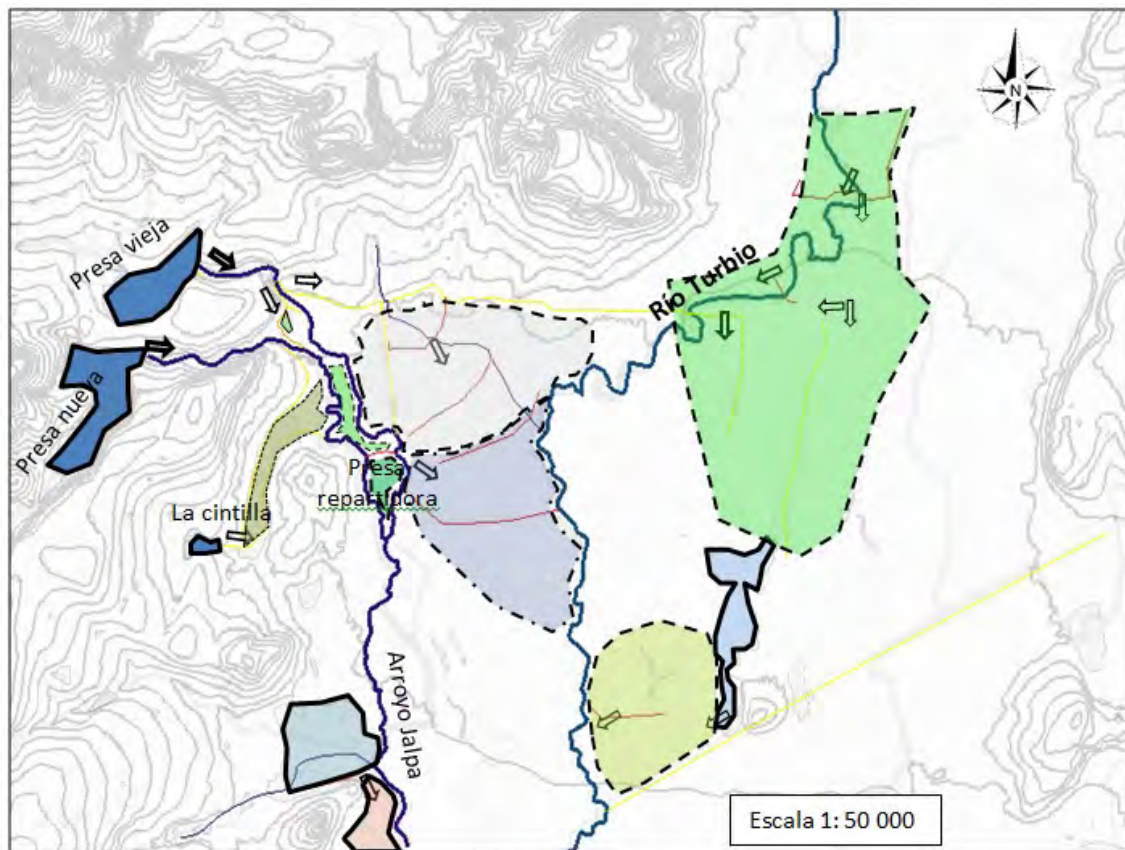 N
Presa vieja
Río Turbio
Presa nueva
Presa
repartidora
La cintilla
Arroyo Jalpa
Escala 1: 50 000